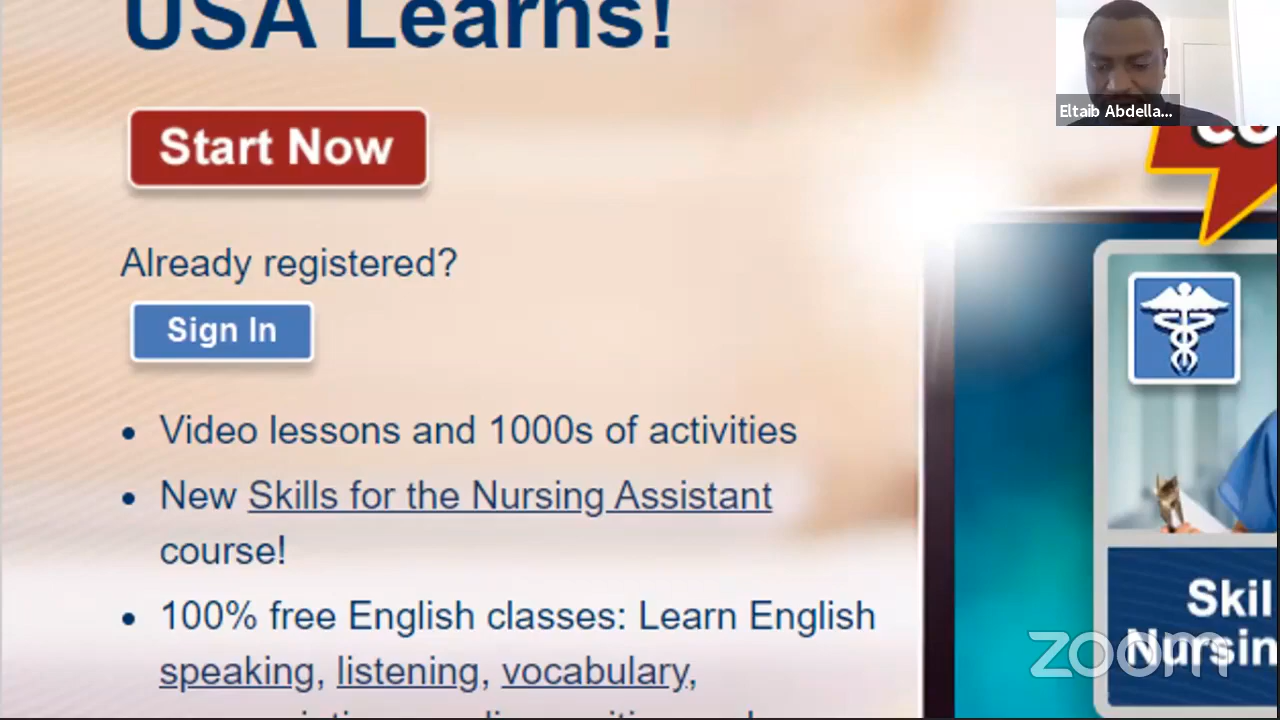 USA Learns!
Eltaib Abdella...
Start Now
Already registered?
Sign In
• Video lessons and 1000s of activities
• New Skills for the Nursing Assistant
course!
• 100% free English classes: Learn English
speaking, listening, vocabulary,
Skil
Nursin
zoom